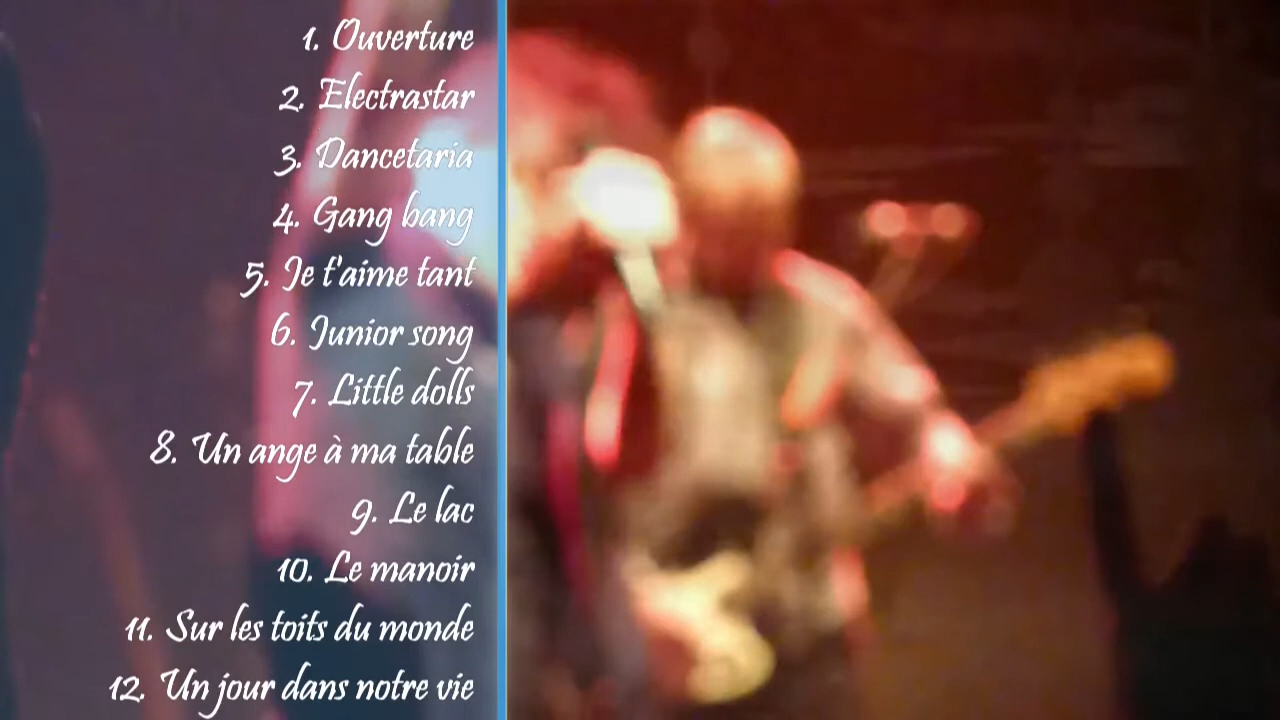 1. Ouverture
2. Electrastar
3. Dancetaria
4. Gang bang
5. Je t'aime tant
6. Junior song
7. Little dolls
8. Un ange à ma table
9. Le lac
10. Le manoir
11. Sur les toits du monde
12. Un jour dans notre vie